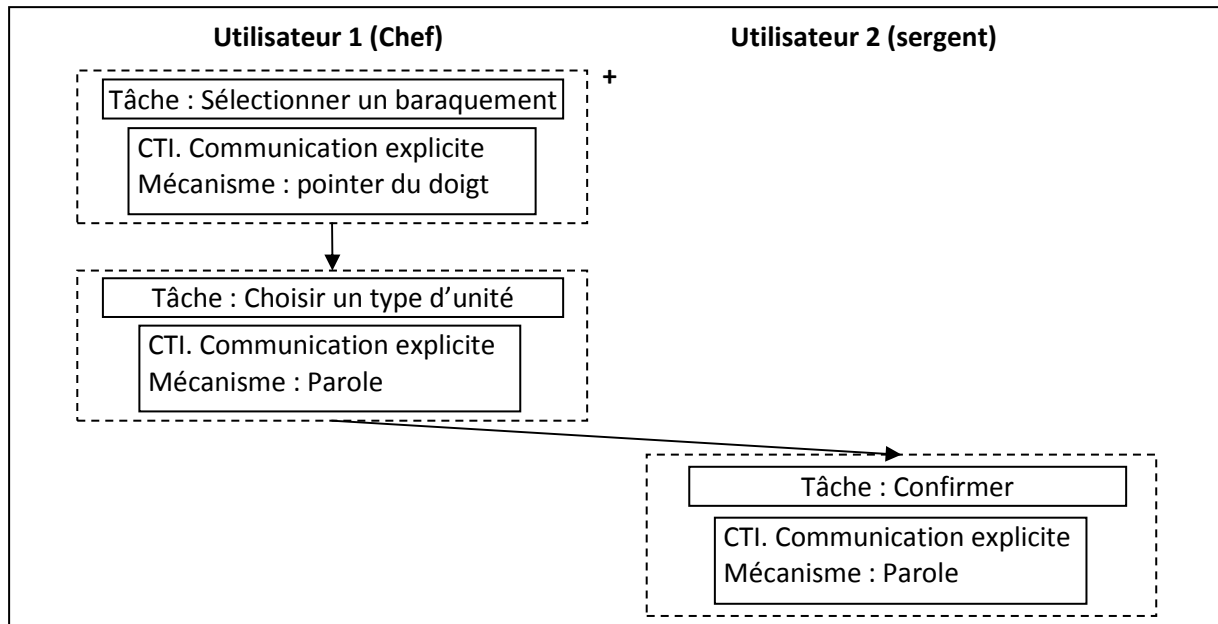 Utilisateur 1 (Chef)
Utilisateur 2 (sergent)
+
Tâche : Sélectionner un baraquement
CTI. Communication explicite
Mécanisme : pointer du doigt
Tâche : Choisir un type d’unité
CTI. Communication explicite
Mécanisme : Parole
Tâche : Confirmer
CTI. Communication explicite
Mécanisme : Parole